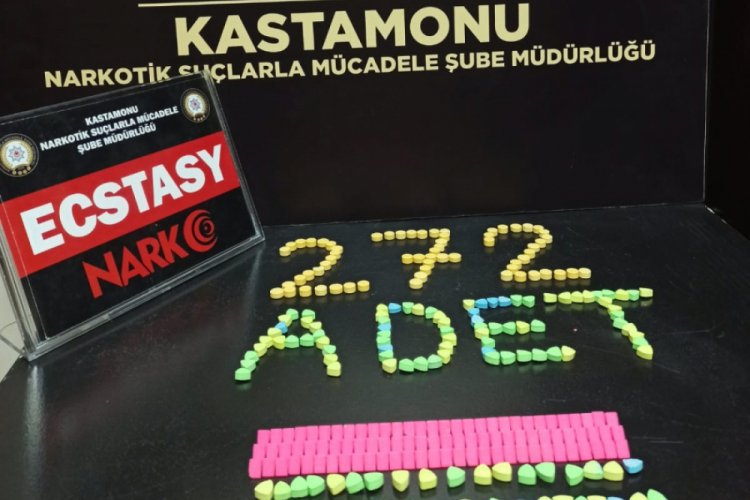 KASTAMONU
NARKOTİK SUÇLARLA MÜCADELE ŞUBE MÜDÜRLÜĞÜ
KASTAMONU
NARKOTİK SUÇLARLA MÜCADELE
ŞUBE MÜDÜRLÜĞÜ
ECSTASY
NARKO
272
ADET